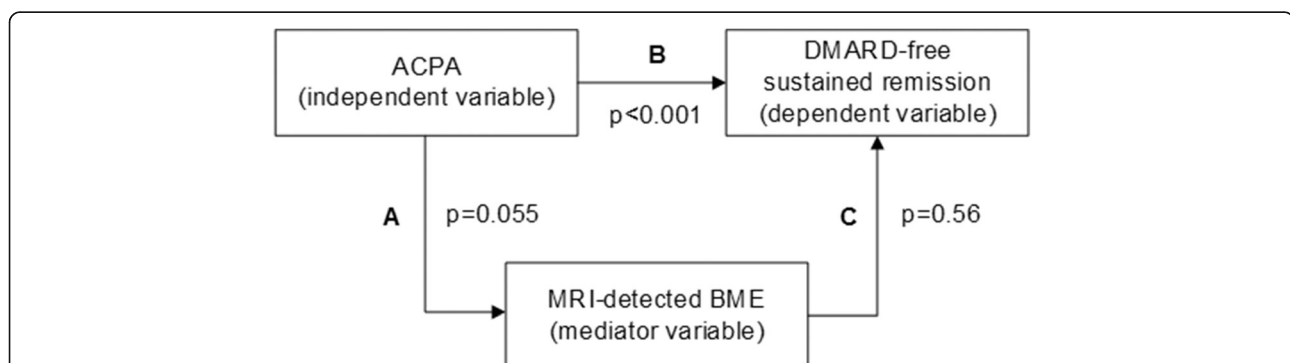 ACPA
(independent variable)
B
p<0.001
DMARD-free
sustained remission
(dependent variable)
A
p=0.055
C
p=0.56
MRI-detected BME
(mediator variable)